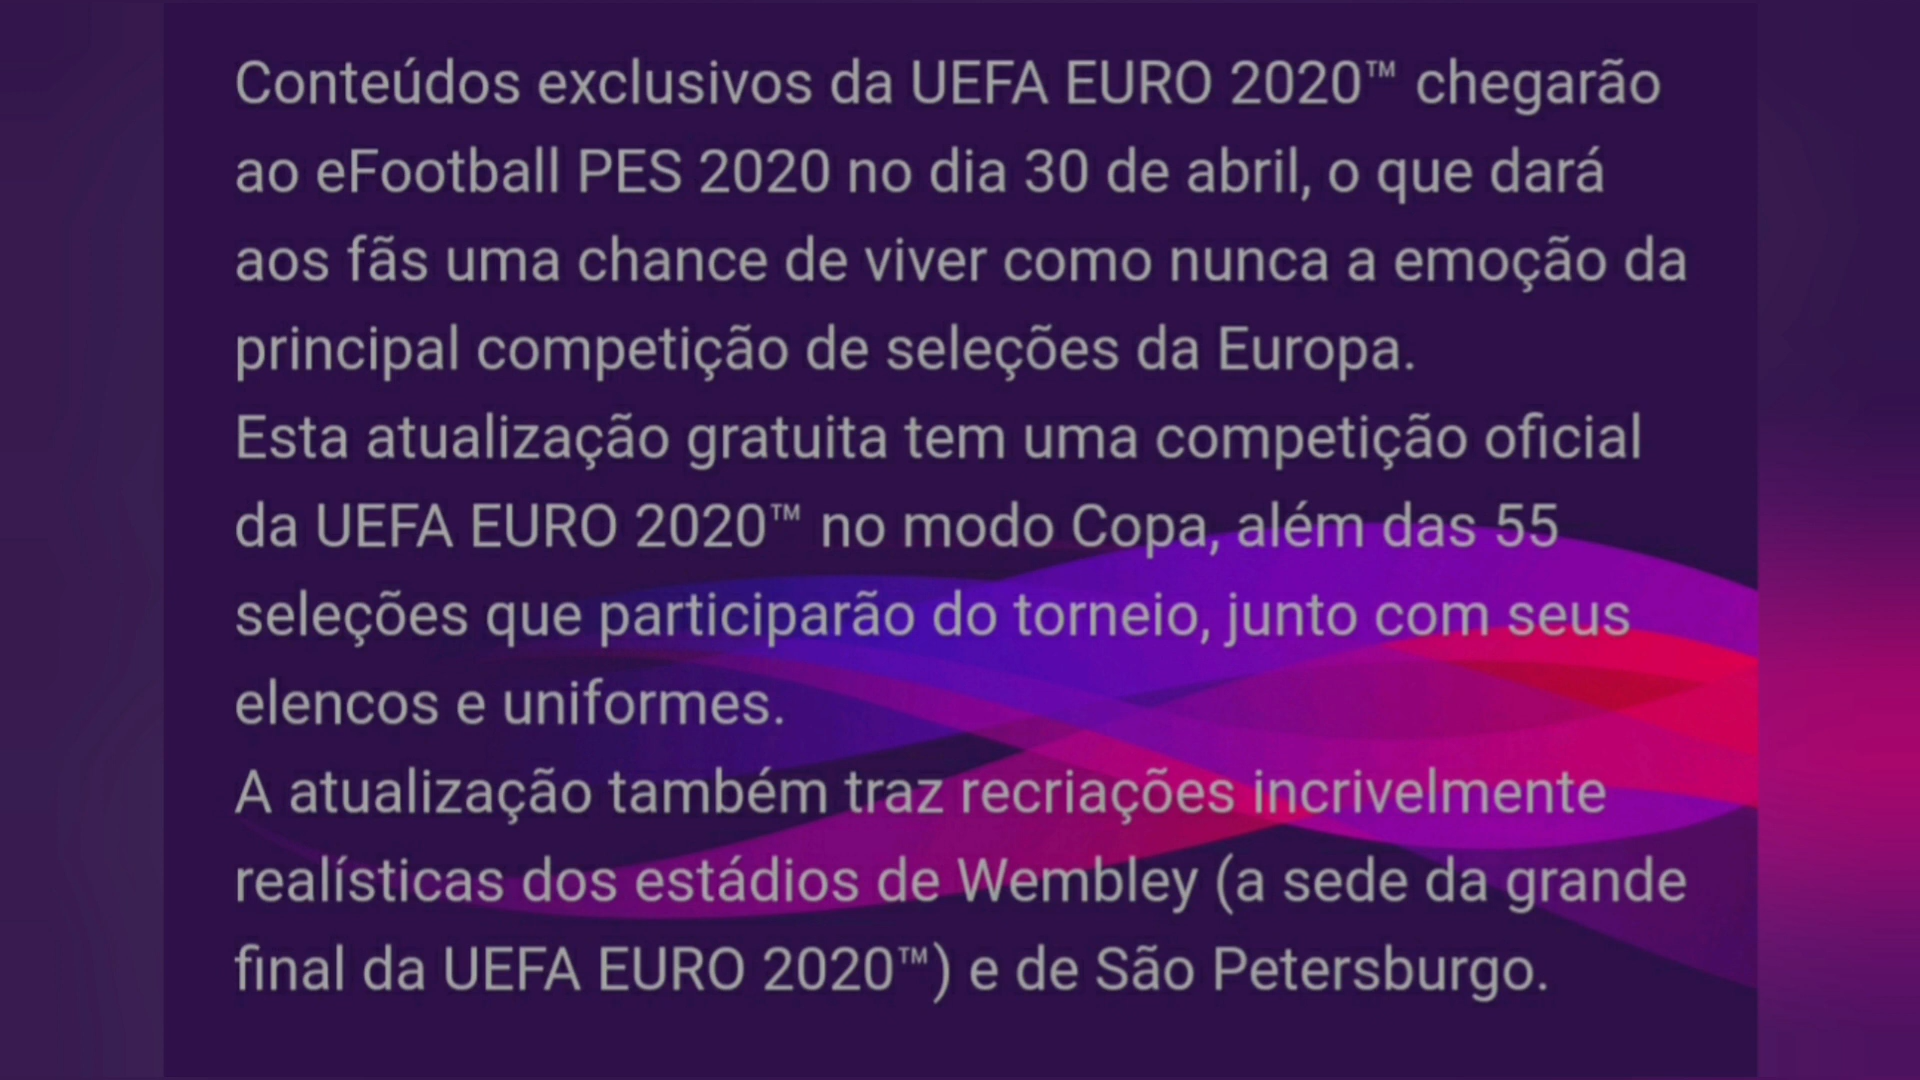 Conteúdos exclusivos da UEFA EURO 2020™ chegarão
ao eFootball PES 2020 no dia 30 de abril, o que dará
aos fãs uma chance de viver como nunca a emoção da
principal competição de seleções da Europa.
Esta atualização gratuita tem uma competição oficial
da UEFA EURO 2020™ no modo Copa, além das 55
seleções que participarão do torneio, junto com seus
elencos e uniformes.
A atualização também traz recriações incrivelmente
realísticas dos estádios de Wembley (a sede da grande
final da UEFA EURO 2020™) e de São Petersburgo.